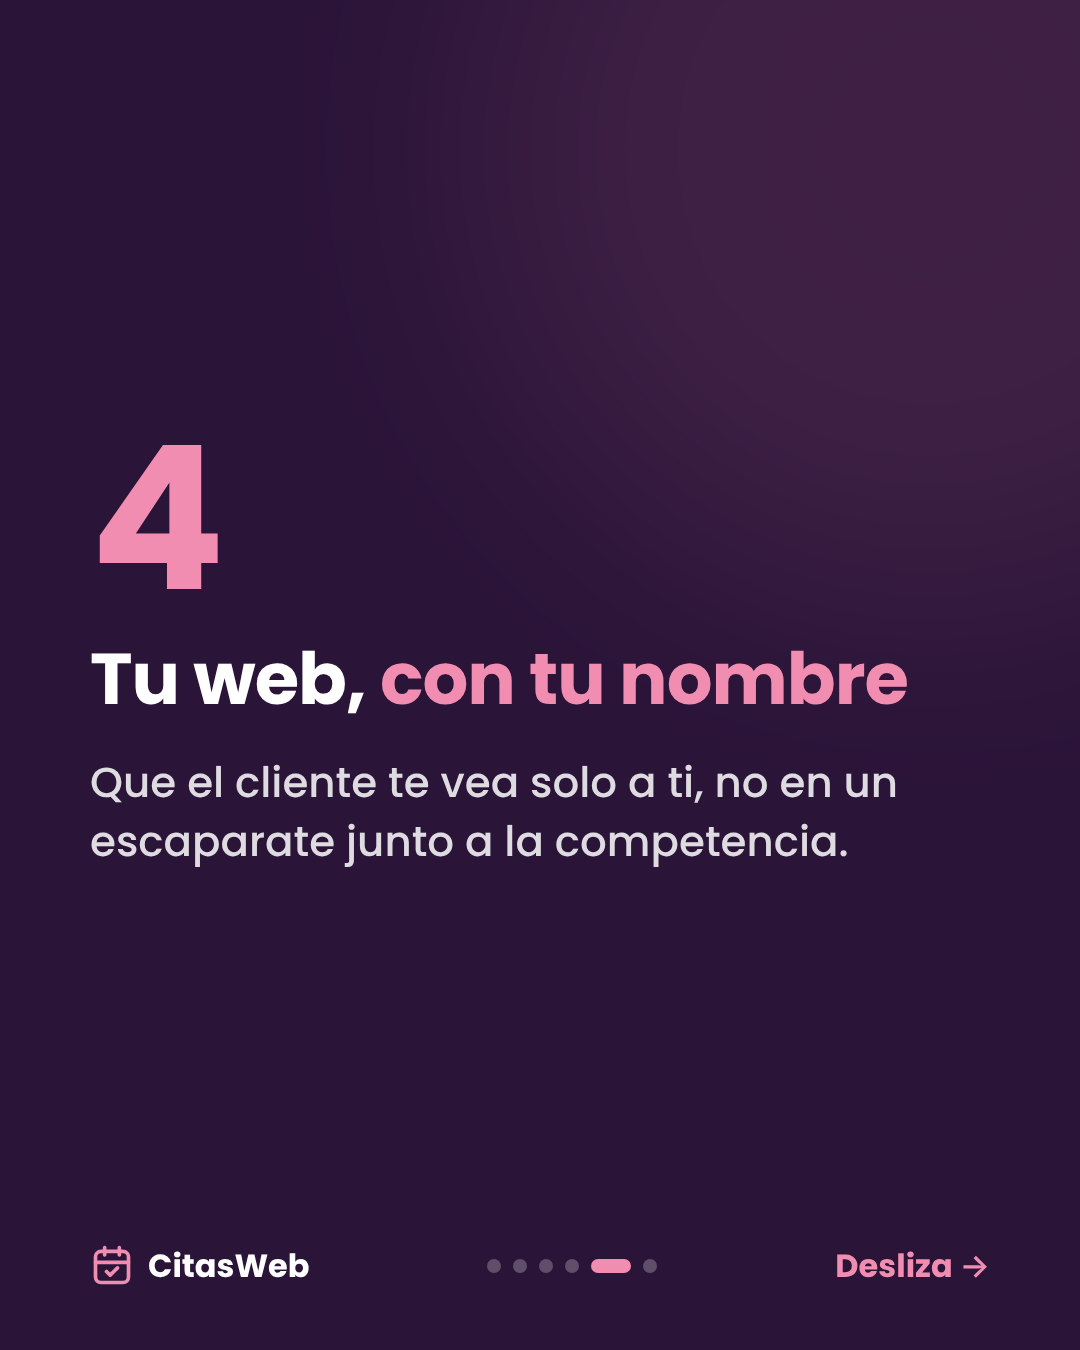 4
Tu web, con tu nombre
Que el cliente te vea solo a ti, no en un
escaparate junto a la competencia.
CitasWeb
Desliza →